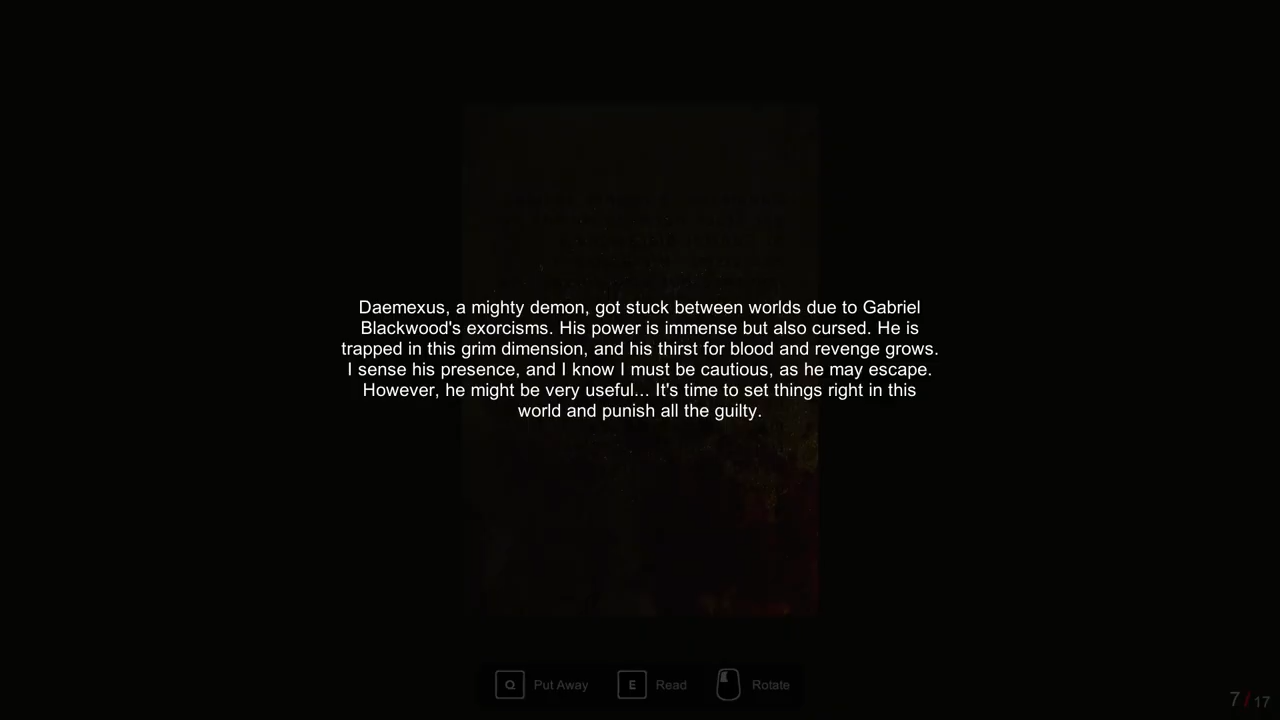 Daemexus, a mighty demon, got stuck between worlds due to Gabriel
Blackwood's exorcisms. His power is immense but also cursed. He is
trapped in this grim dimension, and his thirst for blood and revenge grows.
I sense his presence, and I know I must be cautious, as he may escape.
However, he might be very useful... It's time to set things right in this
world and punish all the guilty.
Q Put Away E Read Rotate
7 / 17